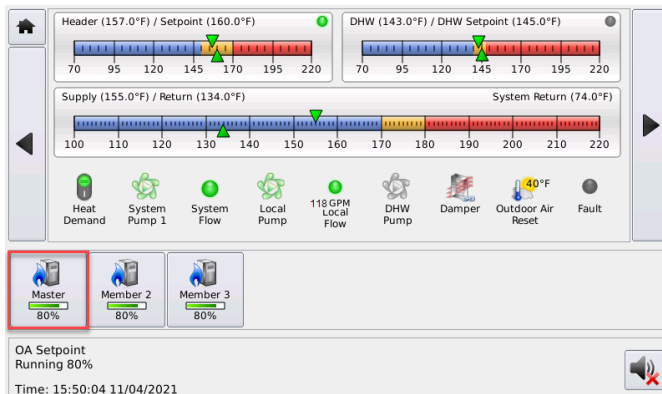 Header (157.0°F) / Setpoint (160.0°F)
DHW (143.0°F) / DHW Setpoint (145.0°F)
70 95 120 145 170 195 220
70 95 120 145 170 195 220
Supply (155.0°F) / Return (134.0°F)
System Return (74.0°F)
100 110 120 130 140 150 160 170 180 190 200 210 220
Heat
Demand
System
Pump 1
System
Flow
Local
Pump
118 GPM
Local
Flow
DHW
Pump
Damper
40°F
Outdoor Air
Reset
Fault
Master
80%
Member 2
80%
Member 3
80%
OA Setpoint
Running 80%
Time: 15:50:04 11/04/2021